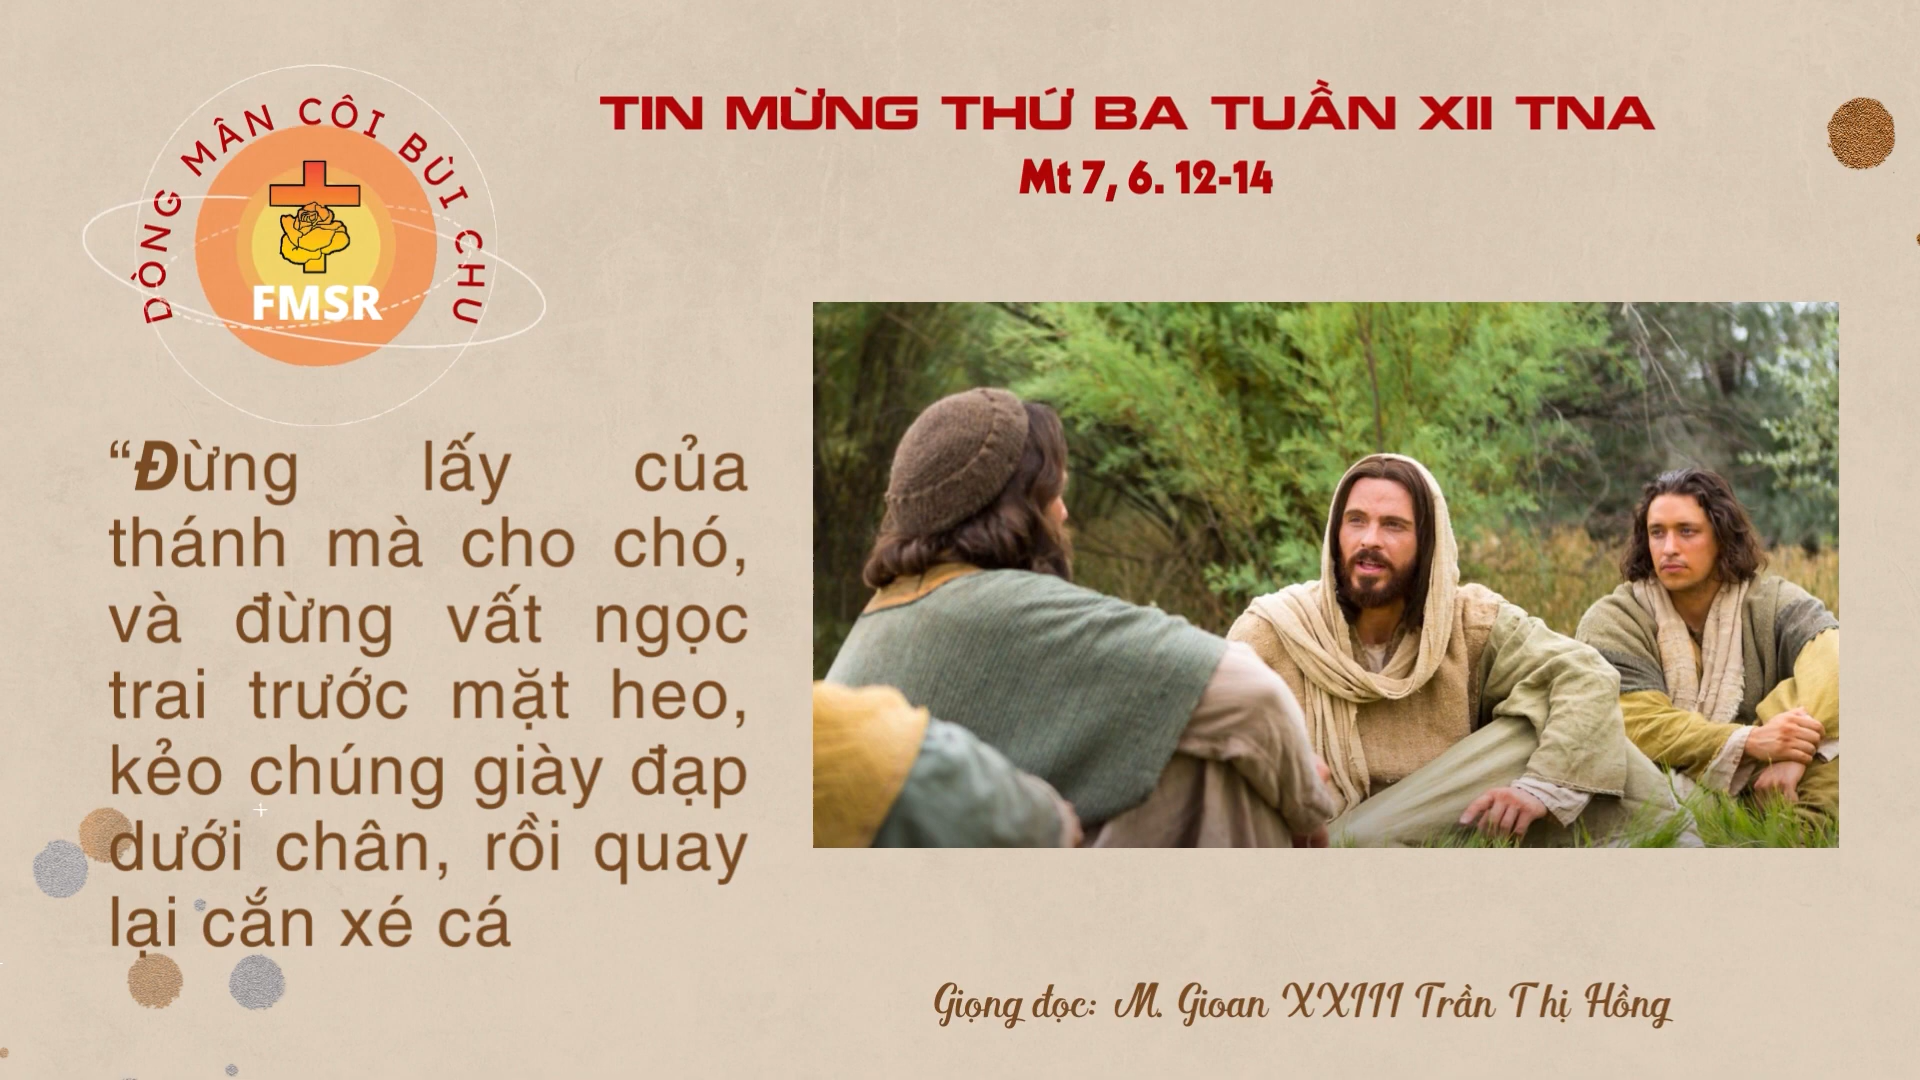 DÒNG MÂN CÔI BÙI CHU
FMSR
TIN MỪNG THỨ BA TUẦN XII TNA
Mt 7, 6. 12-14
“Đừng lấy của
thánh mà cho chó,
và đừng vất ngọc
trai trước mặt heo,
kẻo chúng giày đạp
dưới chân, rồi quay
lại cắn xé cá
Giọng đọc: M. Gioan XXIII Trần Thị Hồng